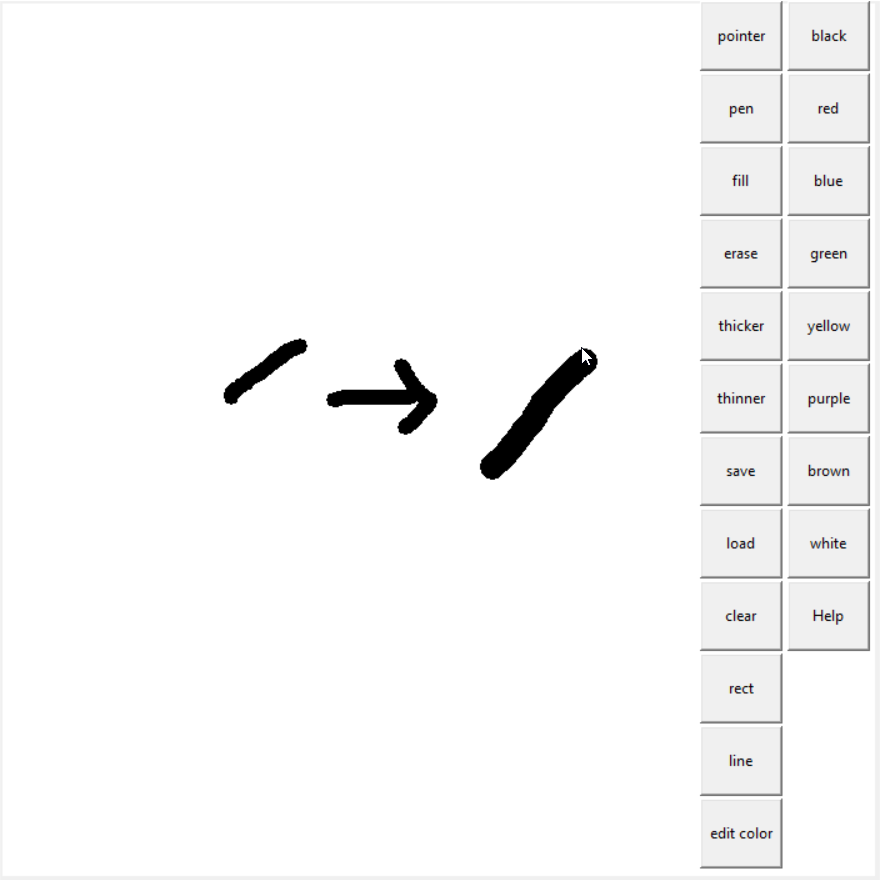 pointer black
pen red
fill blue
erase green
thicker yellow
thinner purple
save brown
load white
clear Help
rect
line
edit color